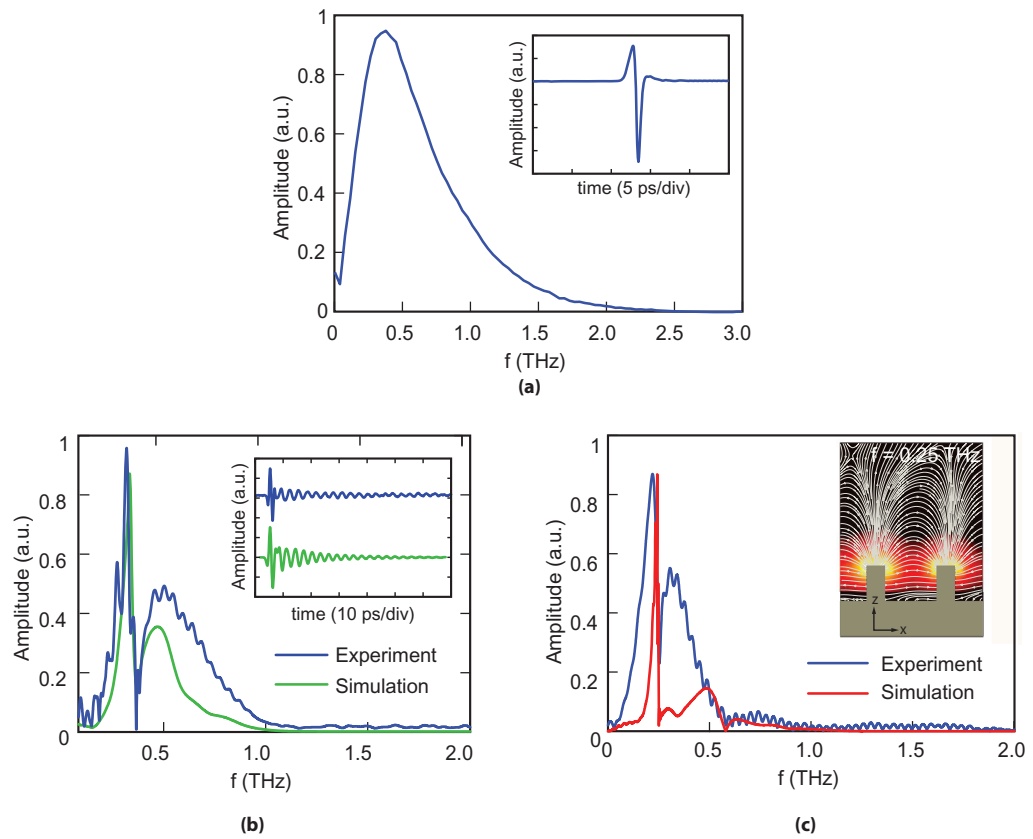 1
0.8
0.6
0.4
0.2
0
Amplitude (a.u.)
0 0.5 1.0 1.5 2.0 2.5 3.0
f (THz)
Amplitude (a.u.)
time (5 ps/div)
(a)
1
0.8
0.6
0.4
0.2
0
Amplitude (a.u.)
0.5 1.0 1.5 2.0
f (THz)
Amplitude (a.u.)
time (10 ps/div)
Experiment
Simulation
(b)
1
0.8
0.6
0.4
0.2
0
Amplitude (a.u.)
0 0.5 1.0 1.5 2.0
f (THz)
f = 0.25 THz
z
x
Experiment
Simulation
(c)